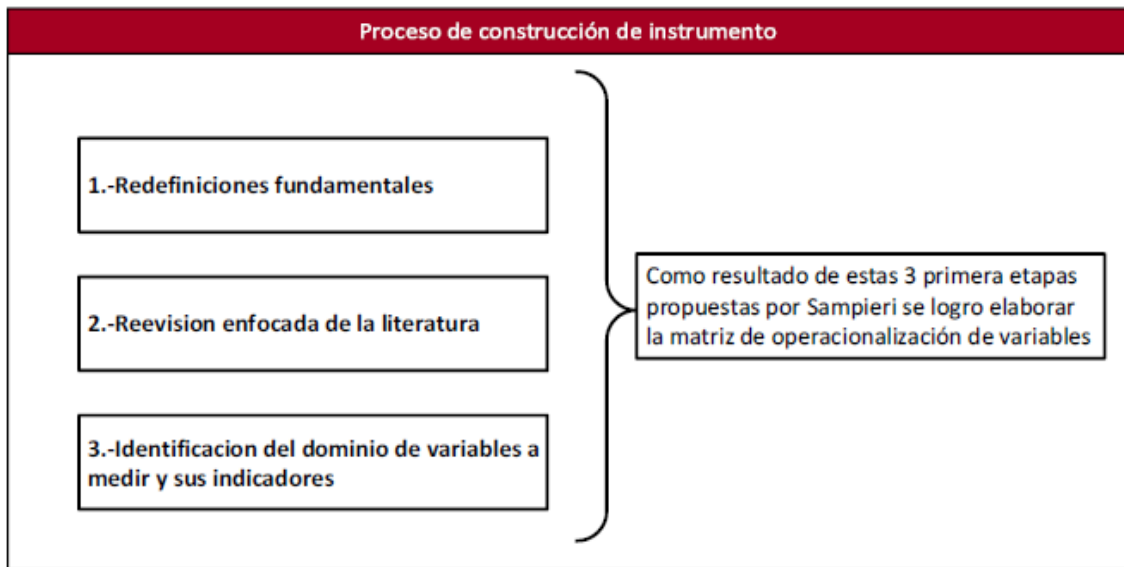 Proceso de construcción de instrumento
1.-Redefiniciones fundamentales
2.-Reevision enfocada de la literatura
3.-Identificacion del dominio de variables a
medir y sus indicadores
Como resultado de estas 3 primera etapas
propuestas por Sampieri se logro elaborar
la matriz de operacionalización de variables